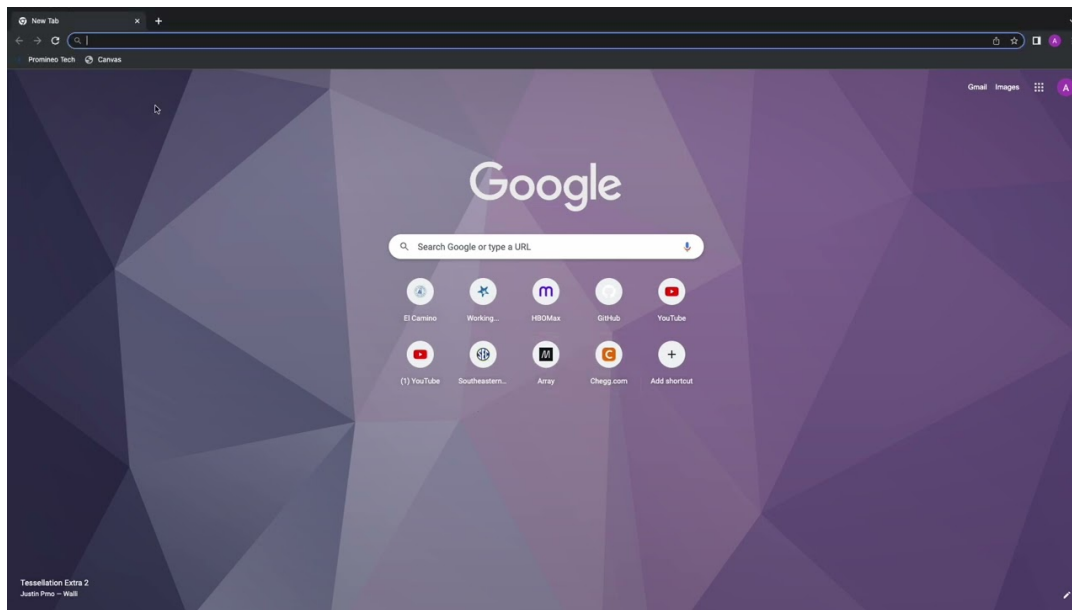 New Tab
Promineo Tech Canvas
Gmail Images A
Google
Search Google or type a URL
El Camino Working... HBOMax GitHub YouTube
(1) YouTube Southeastern... Array Chegg.com Add shortcut
Tessellation Extra 2
Justin Prno — Walli